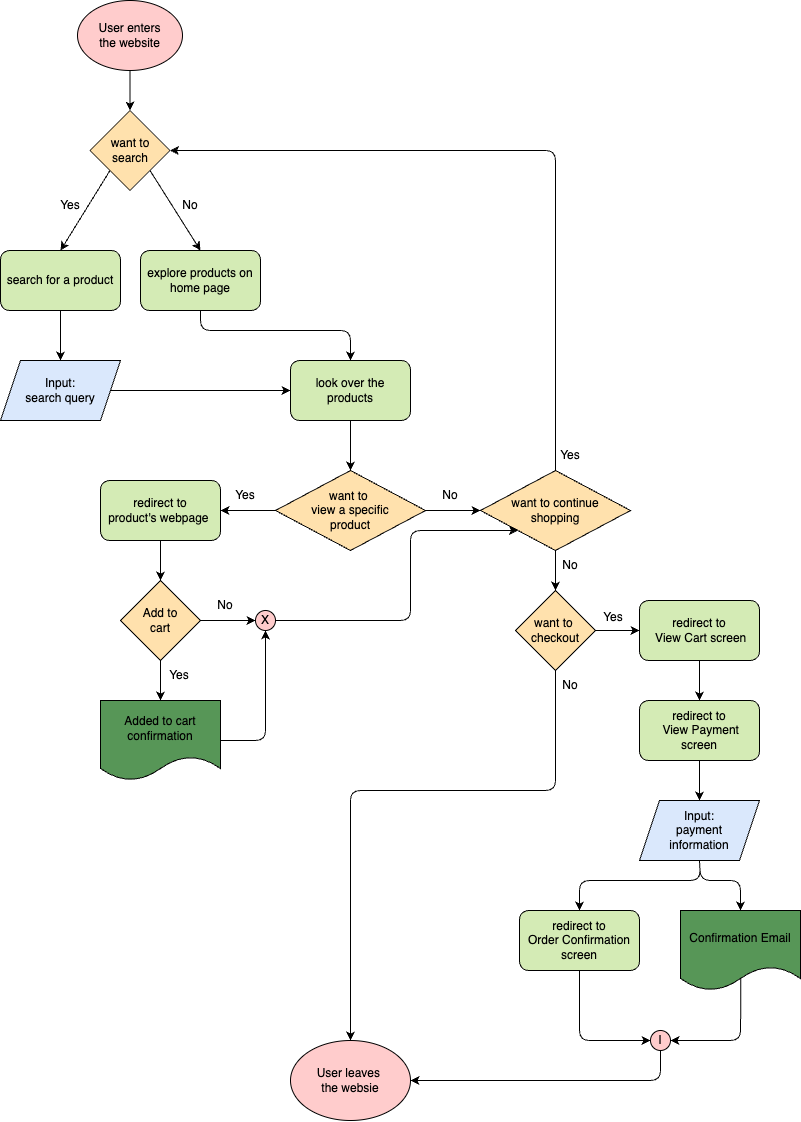 User enters
the website
want to
search
Yes
No
search for a product
explore products on
home page
Input:
search query
look over the
products
Yes
redirect to
product's webpage
Yes
want to
view a specific
product
No
want to continue
shopping
No
Add to
cart
No
X
want to
checkout
Yes
redirect to
View Cart screen
Yes
No
Added to cart
confirmation
redirect to
View Payment
screen
Input:
payment
information
redirect to
Order Confirmation
screen
Confirmation Email
I
User leaves
the websie